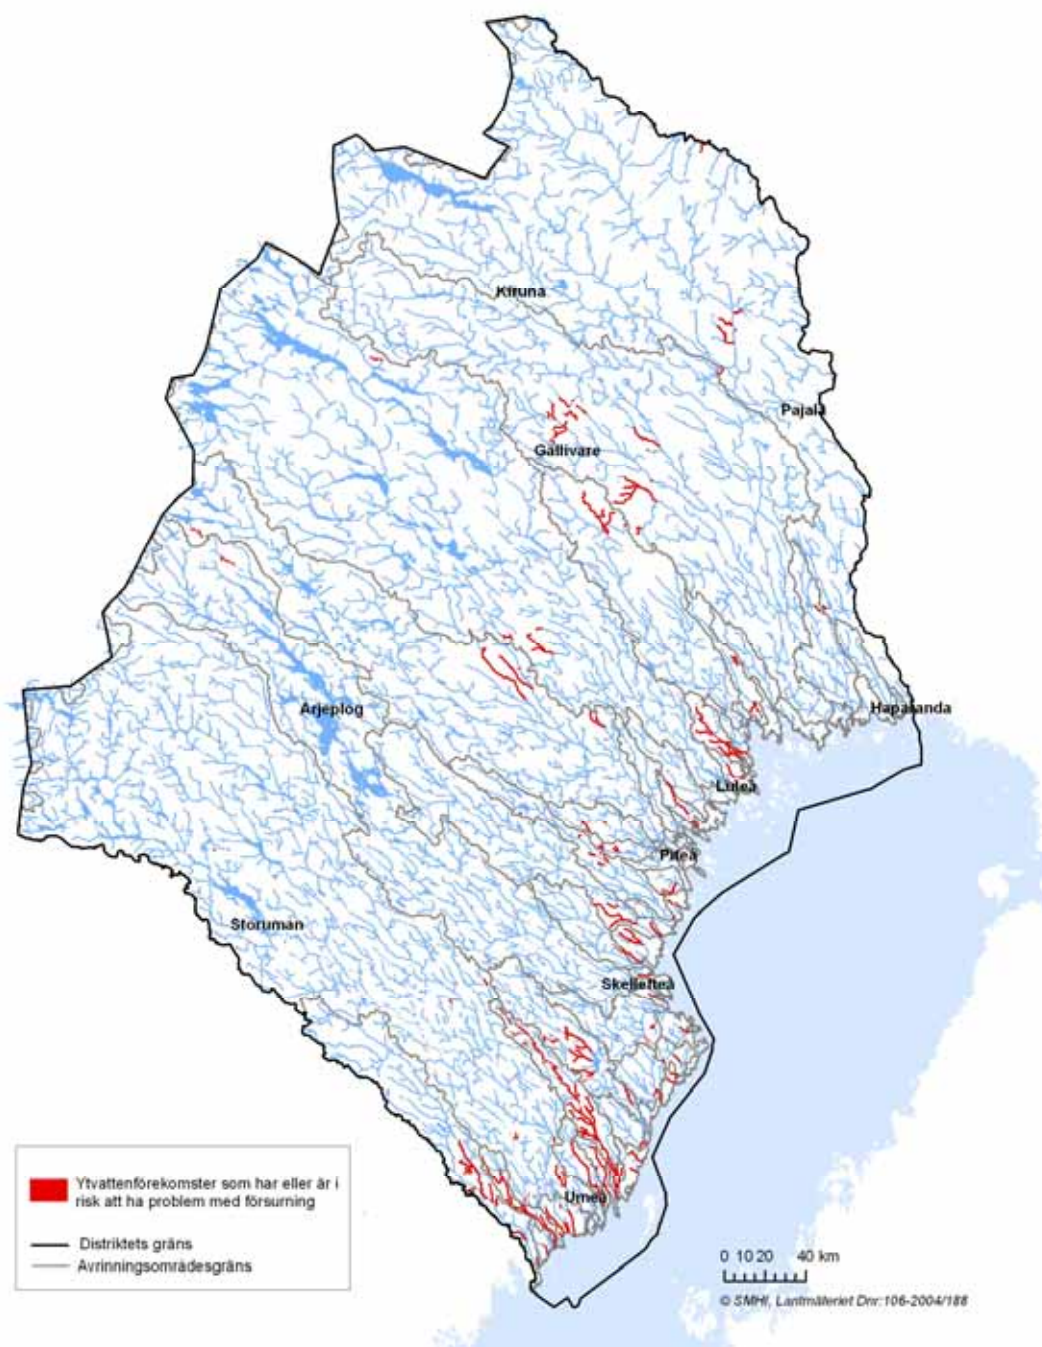 Kiruna
Pajala
Gällivare
Haparanda
Arjeplog
Luleå
Piteå
Storuman
Skellefteå
Umeå
Ytvattenförekomster som har eller är i
risk att ha problem med försurning
Distriktets gräns
Avrinningsområdesgräns
0 10 20 40 km
© SMHI, Lantmäteriet Dnr:106-2004/188